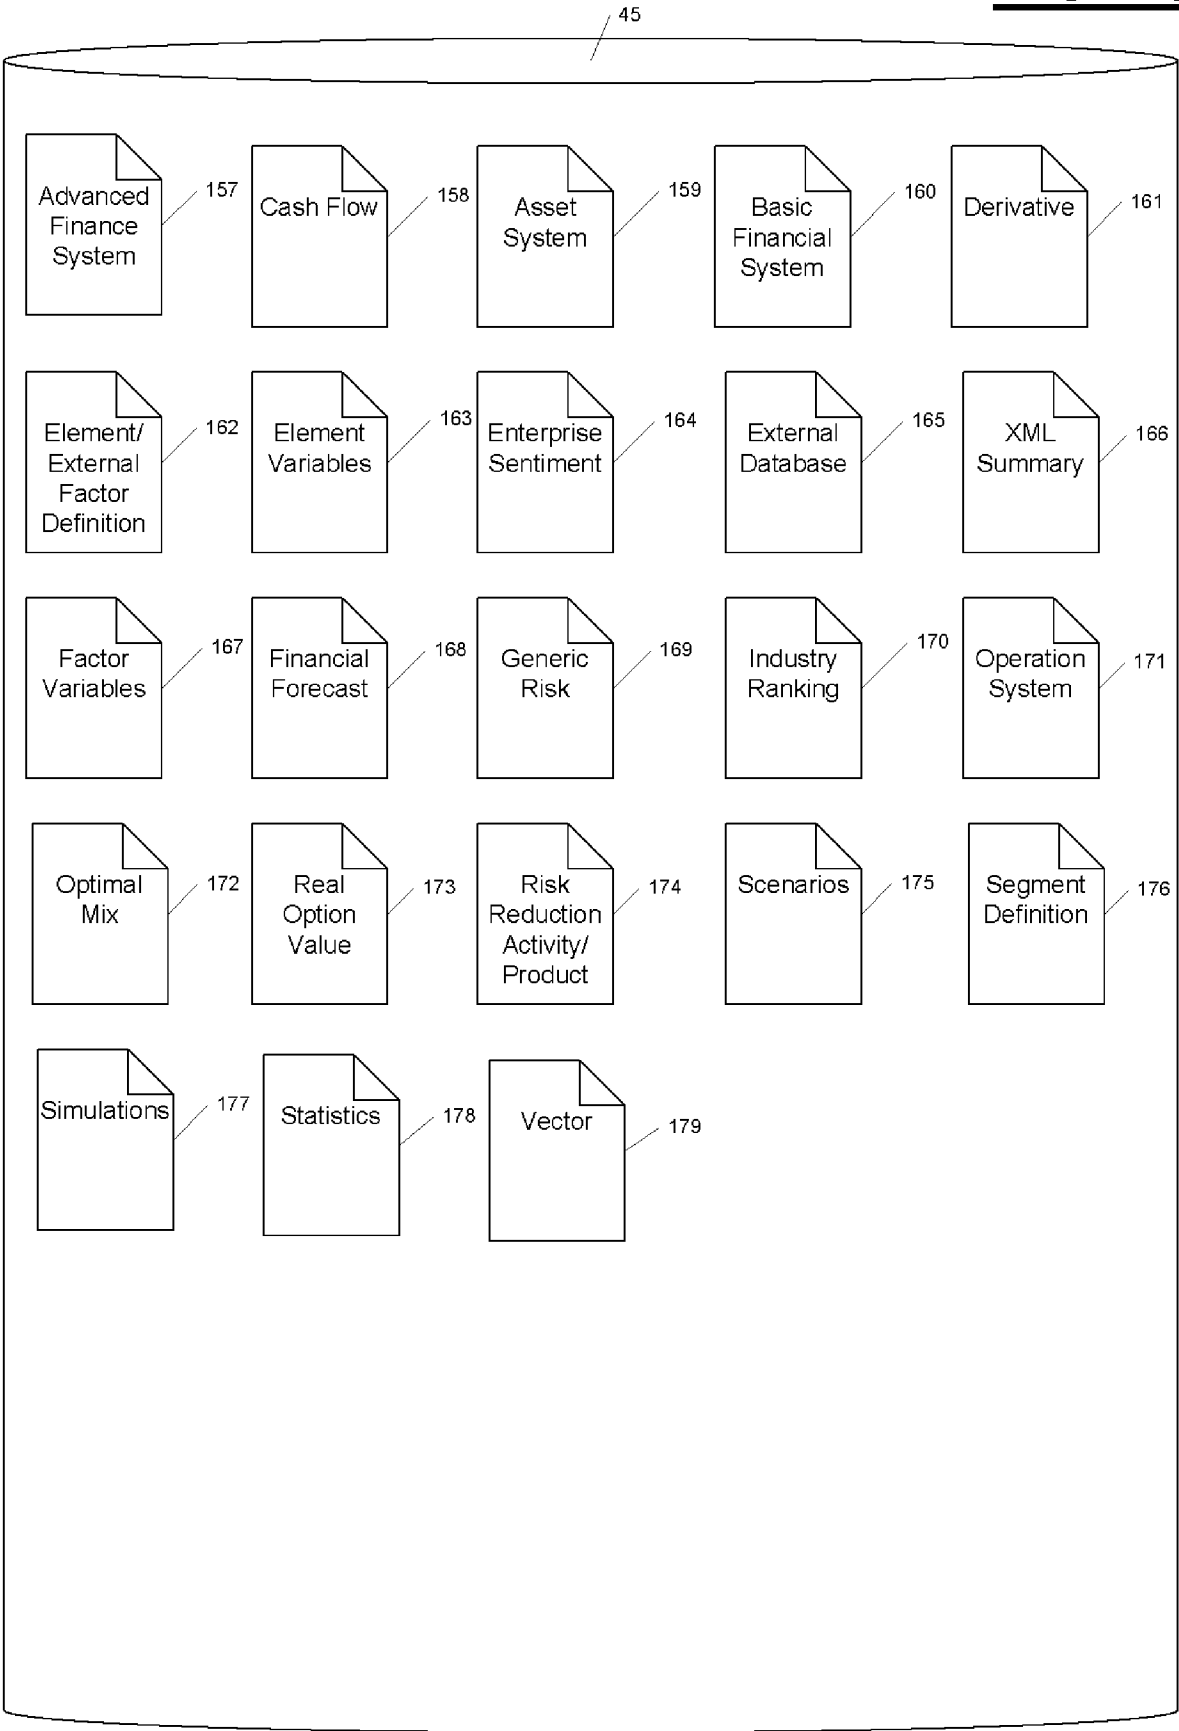 45
Advanced
Finance
System
157
Cash Flow
158
Asset
System
159
Basic
Financial
System
160
Derivative
161
Element/
External
Factor
Definition
162
Element
Variables
163
Enterprise
Sentiment
164
External
Database
165
XML
Summary
166
Factor
Variables
167
Financial
Forecast
168
Generic
Risk
169
Industry
Ranking
170
Operation
System
171
Optimal
Mix
172
Real
Option
Value
173
Risk
Reduction
Activity/
Product
174
Scenarios
175
Segment
Definition
176
Simulations
177
Statistics
178
Vector
179